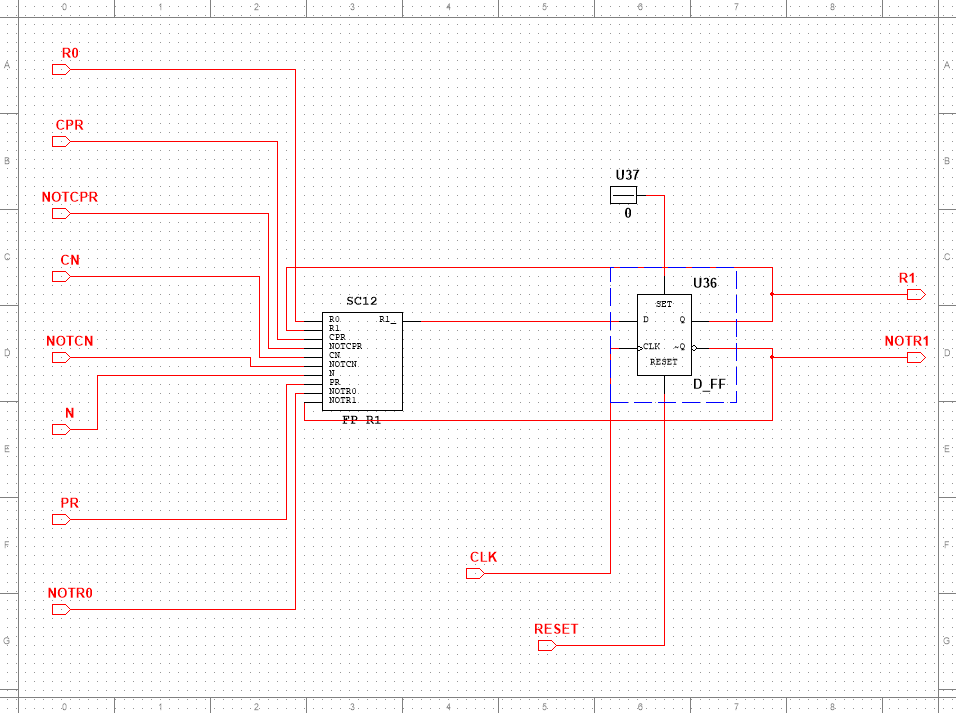 0 1 2 3 4 5 6 7 8
A A
R0
CPR
B B
U37
NOTCPR
0
C C
CN
R1
SC12
U36
SET
R0 R1_
D Q
R1
CPR
NOTCPR
CLK ~Q
NOTR1
NOTCN
D D
CN
NOTCN
RESET
N
PR
D_FF
NOTR0
NOTR1
N
FP R1
E E
PR
F F
CLK
NOTR0
RESET
G G
0 1 2 3 4 5 6 7 8